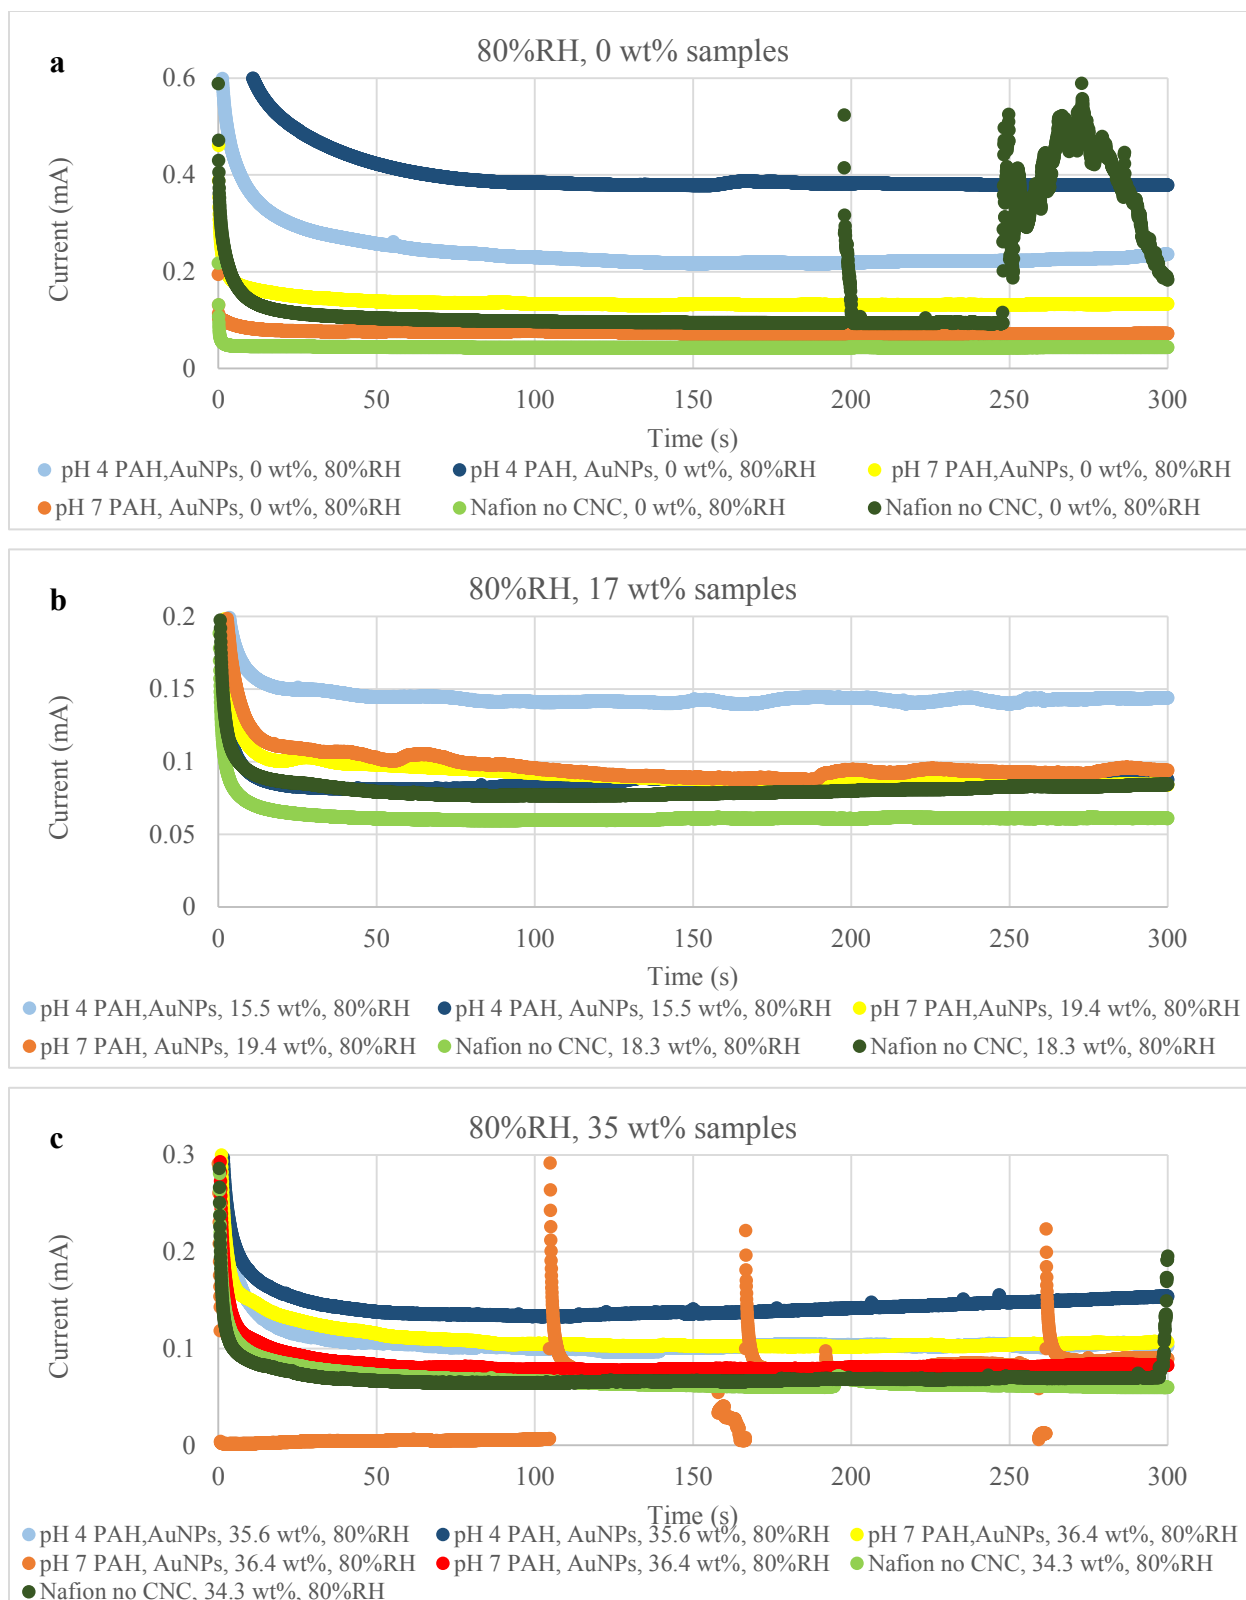 a
80%RH, 0 wt% samples
0.6
0.4
0.2
0
Current (mA)
0 50 100 150 200 250 300
Time (s)
pH 4 PAH,AuNPs, 0 wt%, 80%RH pH 4 PAH, AuNPs, 0 wt%, 80%RH pH 7 PAH,AuNPs, 0 wt%, 80%RH
pH 7 PAH, AuNPs, 0 wt%, 80%RH Nafion no CNC, 0 wt%, 80%RH Nafion no CNC, 0 wt%, 80%RH
b
80%RH, 17 wt% samples
0.2
0.15
0.1
0.05
0
Current (mA)
0 50 100 150 200 250 300
Time (s)
pH 4 PAH,AuNPs, 15.5 wt%, 80%RH pH 4 PAH, AuNPs, 15.5 wt%, 80%RH pH 7 PAH,AuNPs, 19.4 wt%, 80%RH
pH 7 PAH, AuNPs, 19.4 wt%, 80%RH Nafion no CNC, 18.3 wt%, 80%RH Nafion no CNC, 18.3 wt%, 80%RH
c
80%RH, 35 wt% samples
0.3
0.2
0.1
0
Current (mA)
0 50 100 150 200 250 300
Time (s)
pH 4 PAH,AuNPs, 35.6 wt%, 80%RH pH 4 PAH, AuNPs, 35.6 wt%, 80%RH pH 7 PAH,AuNPs, 36.4 wt%, 80%RH
pH 7 PAH, AuNPs, 36.4 wt%, 80%RH pH 7 PAH, AuNPs, 36.4 wt%, 80%RH Nafion no CNC, 34.3 wt%, 80%RH
Nafion no CNC, 34.3 wt%, 80%RH